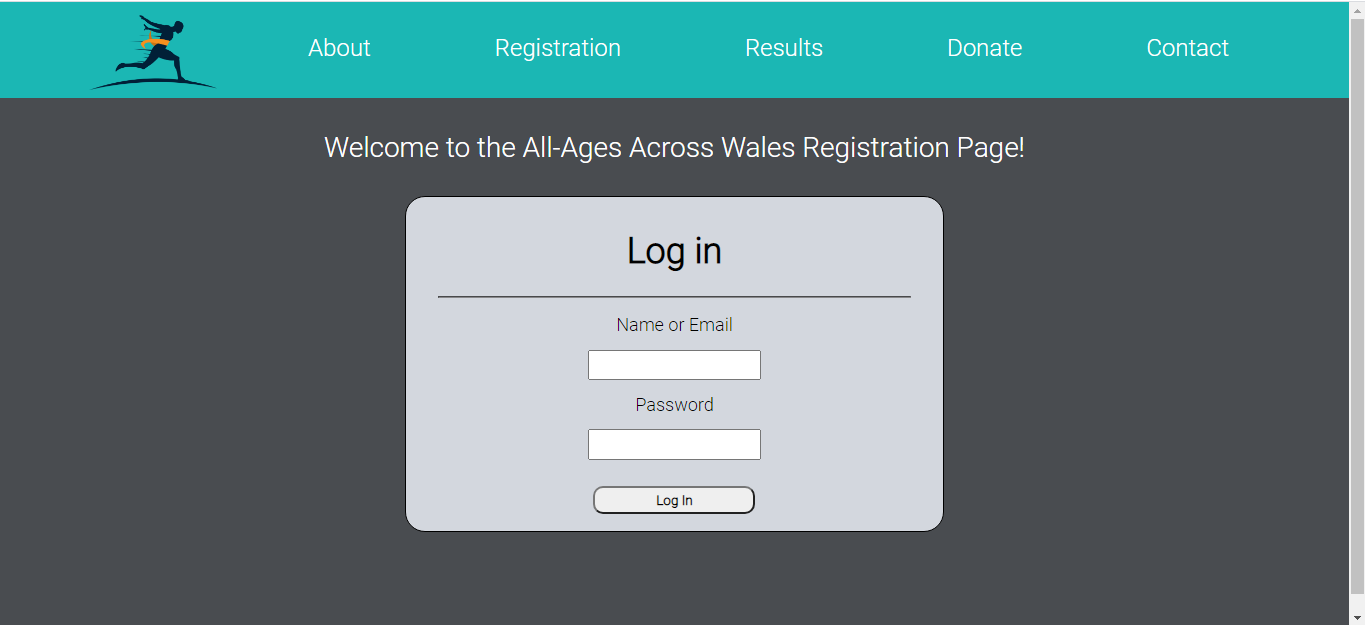 About Registration Results Donate Contact
Welcome to the All-Ages Across Wales Registration Page!
Log in
Name or Email
Password
Log In